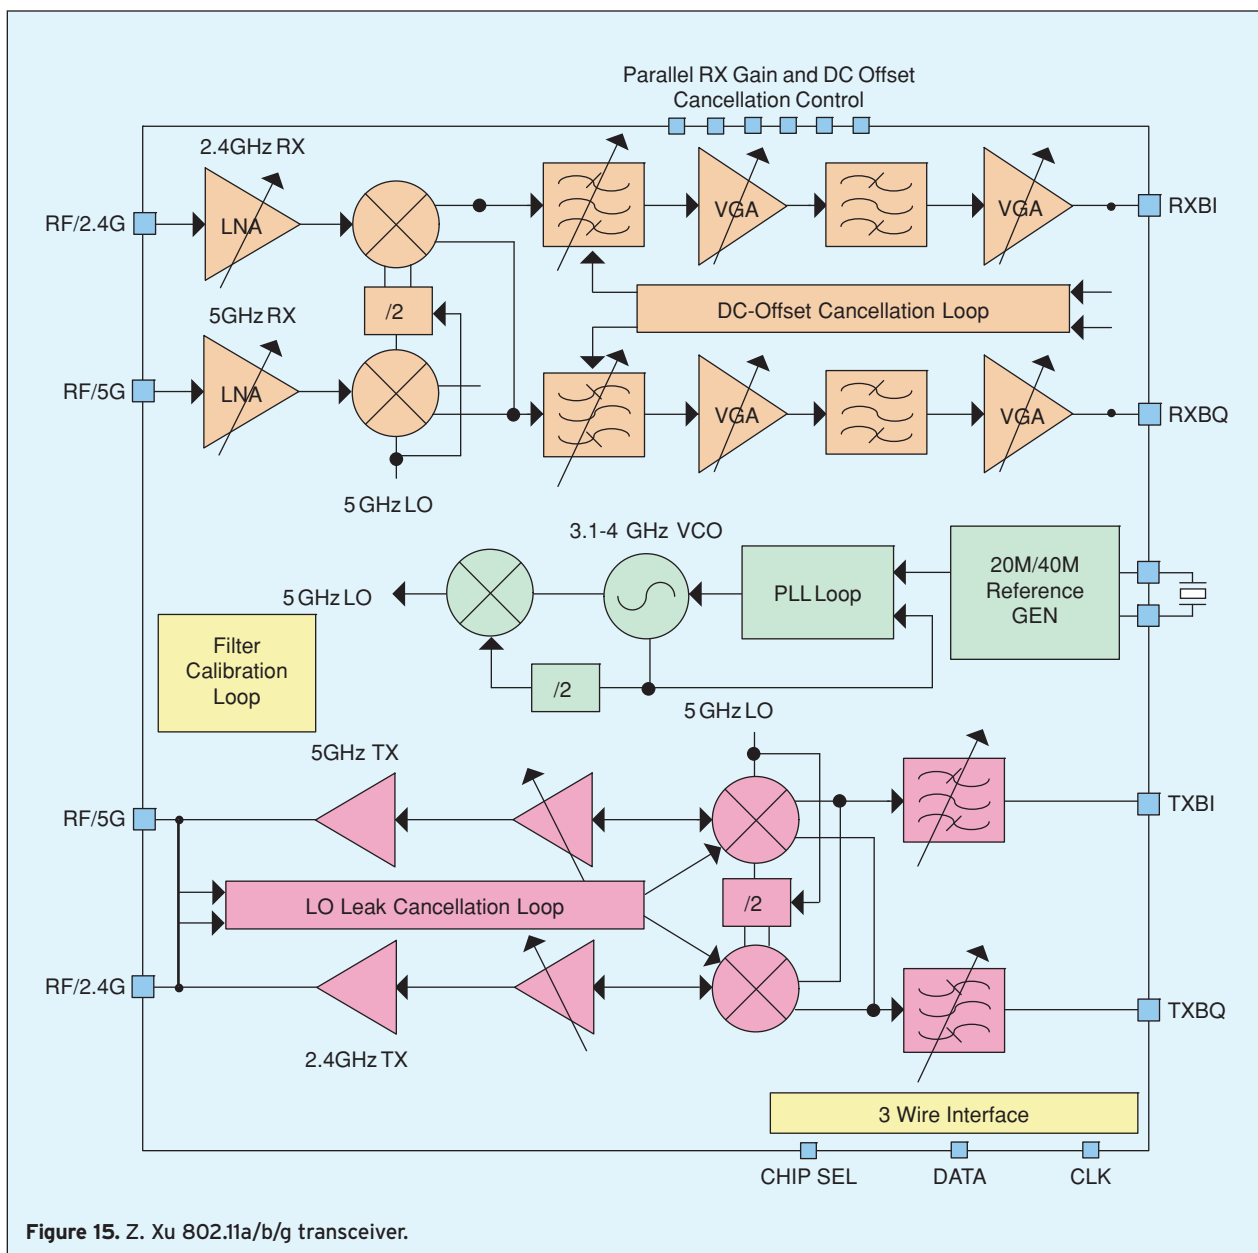 Parallel RX Gain and DC Offset
Cancellation Control
2.4GHz RX
RF/2.4G
LNA
VGA
VGA
RXBI
/2
DC-Offset Cancellation Loop
5GHz RX
RF/5G
LNA
VGA
VGA
RXBQ
5 GHz LO
3.1-4 GHz VCO
5 GHz LO
PLL Loop
20M/40M
Reference
GEN
/2
Filter
Calibration
Loop
5 GHz LO
5GHz TX
RF/5G
TXBI
LO Leak Cancellation Loop
/2
RF/2.4G
2.4GHz TX
TXBQ
3 Wire Interface
CHIP SEL
DATA
CLK
Figure 15. Z. Xu 802.11a/b/g transceiver.